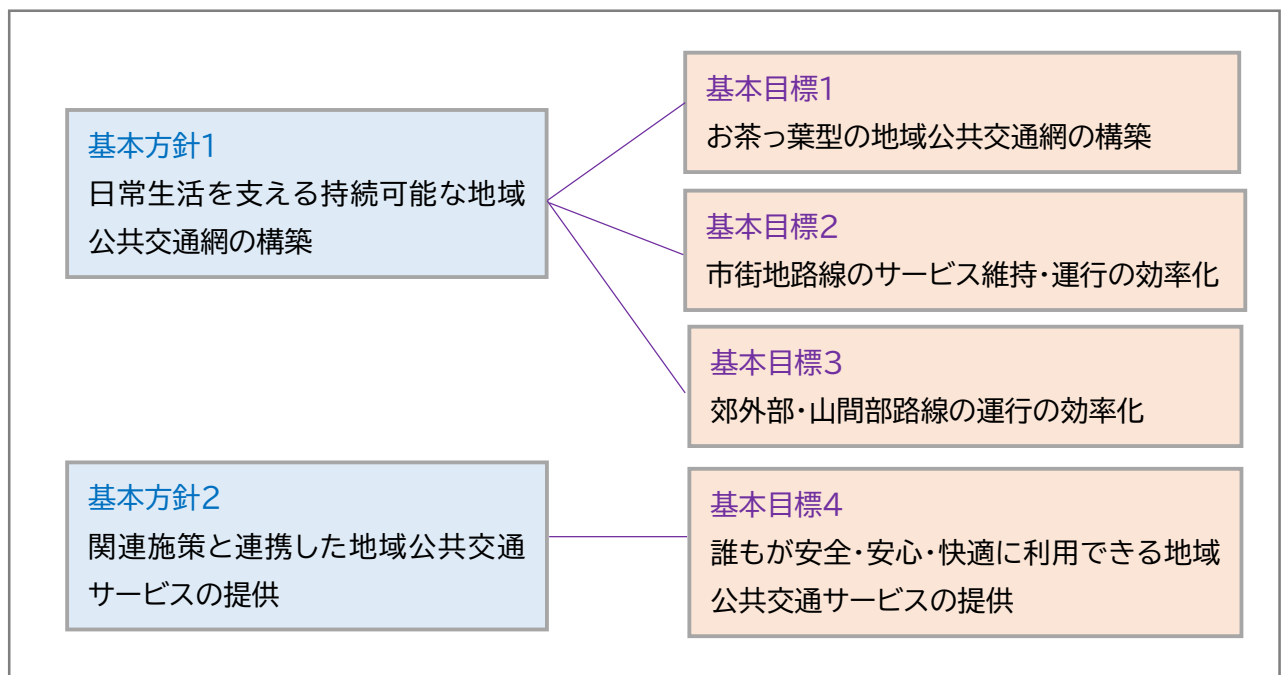 基本方針1
日常生活を支える持続可能な地域
公共交通網の構築
基本目標1
お茶っ葉型の地域公共交通網の構築
基本目標2
市街地路線のサービス維持・運行の効率化
基本目標3
郊外部・山間部路線の運行の効率化
基本方針2
関連施策と連携した地域公共交通
サービスの提供
基本目標4
誰もが安全・安心・快適に利用できる地域
公共交通サービスの提供